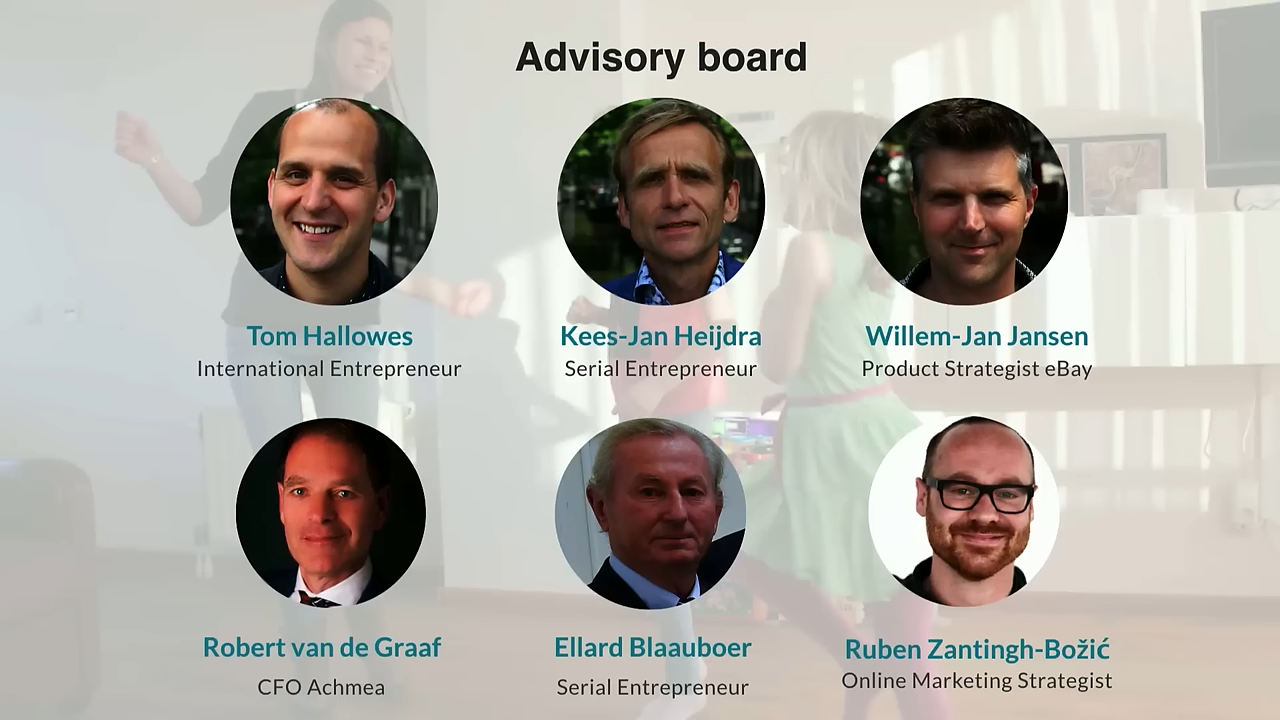 Advisory board
Tom Hallowes
International Entrepreneur
Kees-Jan Heijdra
Serial Entrepreneur
Willem-Jan Jansen
Product Strategist eBay
Robert van de Graaf
CFO Achmea
Ellard Blaauboer
Serial Entrepreneur
Ruben Zantingh-Božić
Online Marketing Strategist